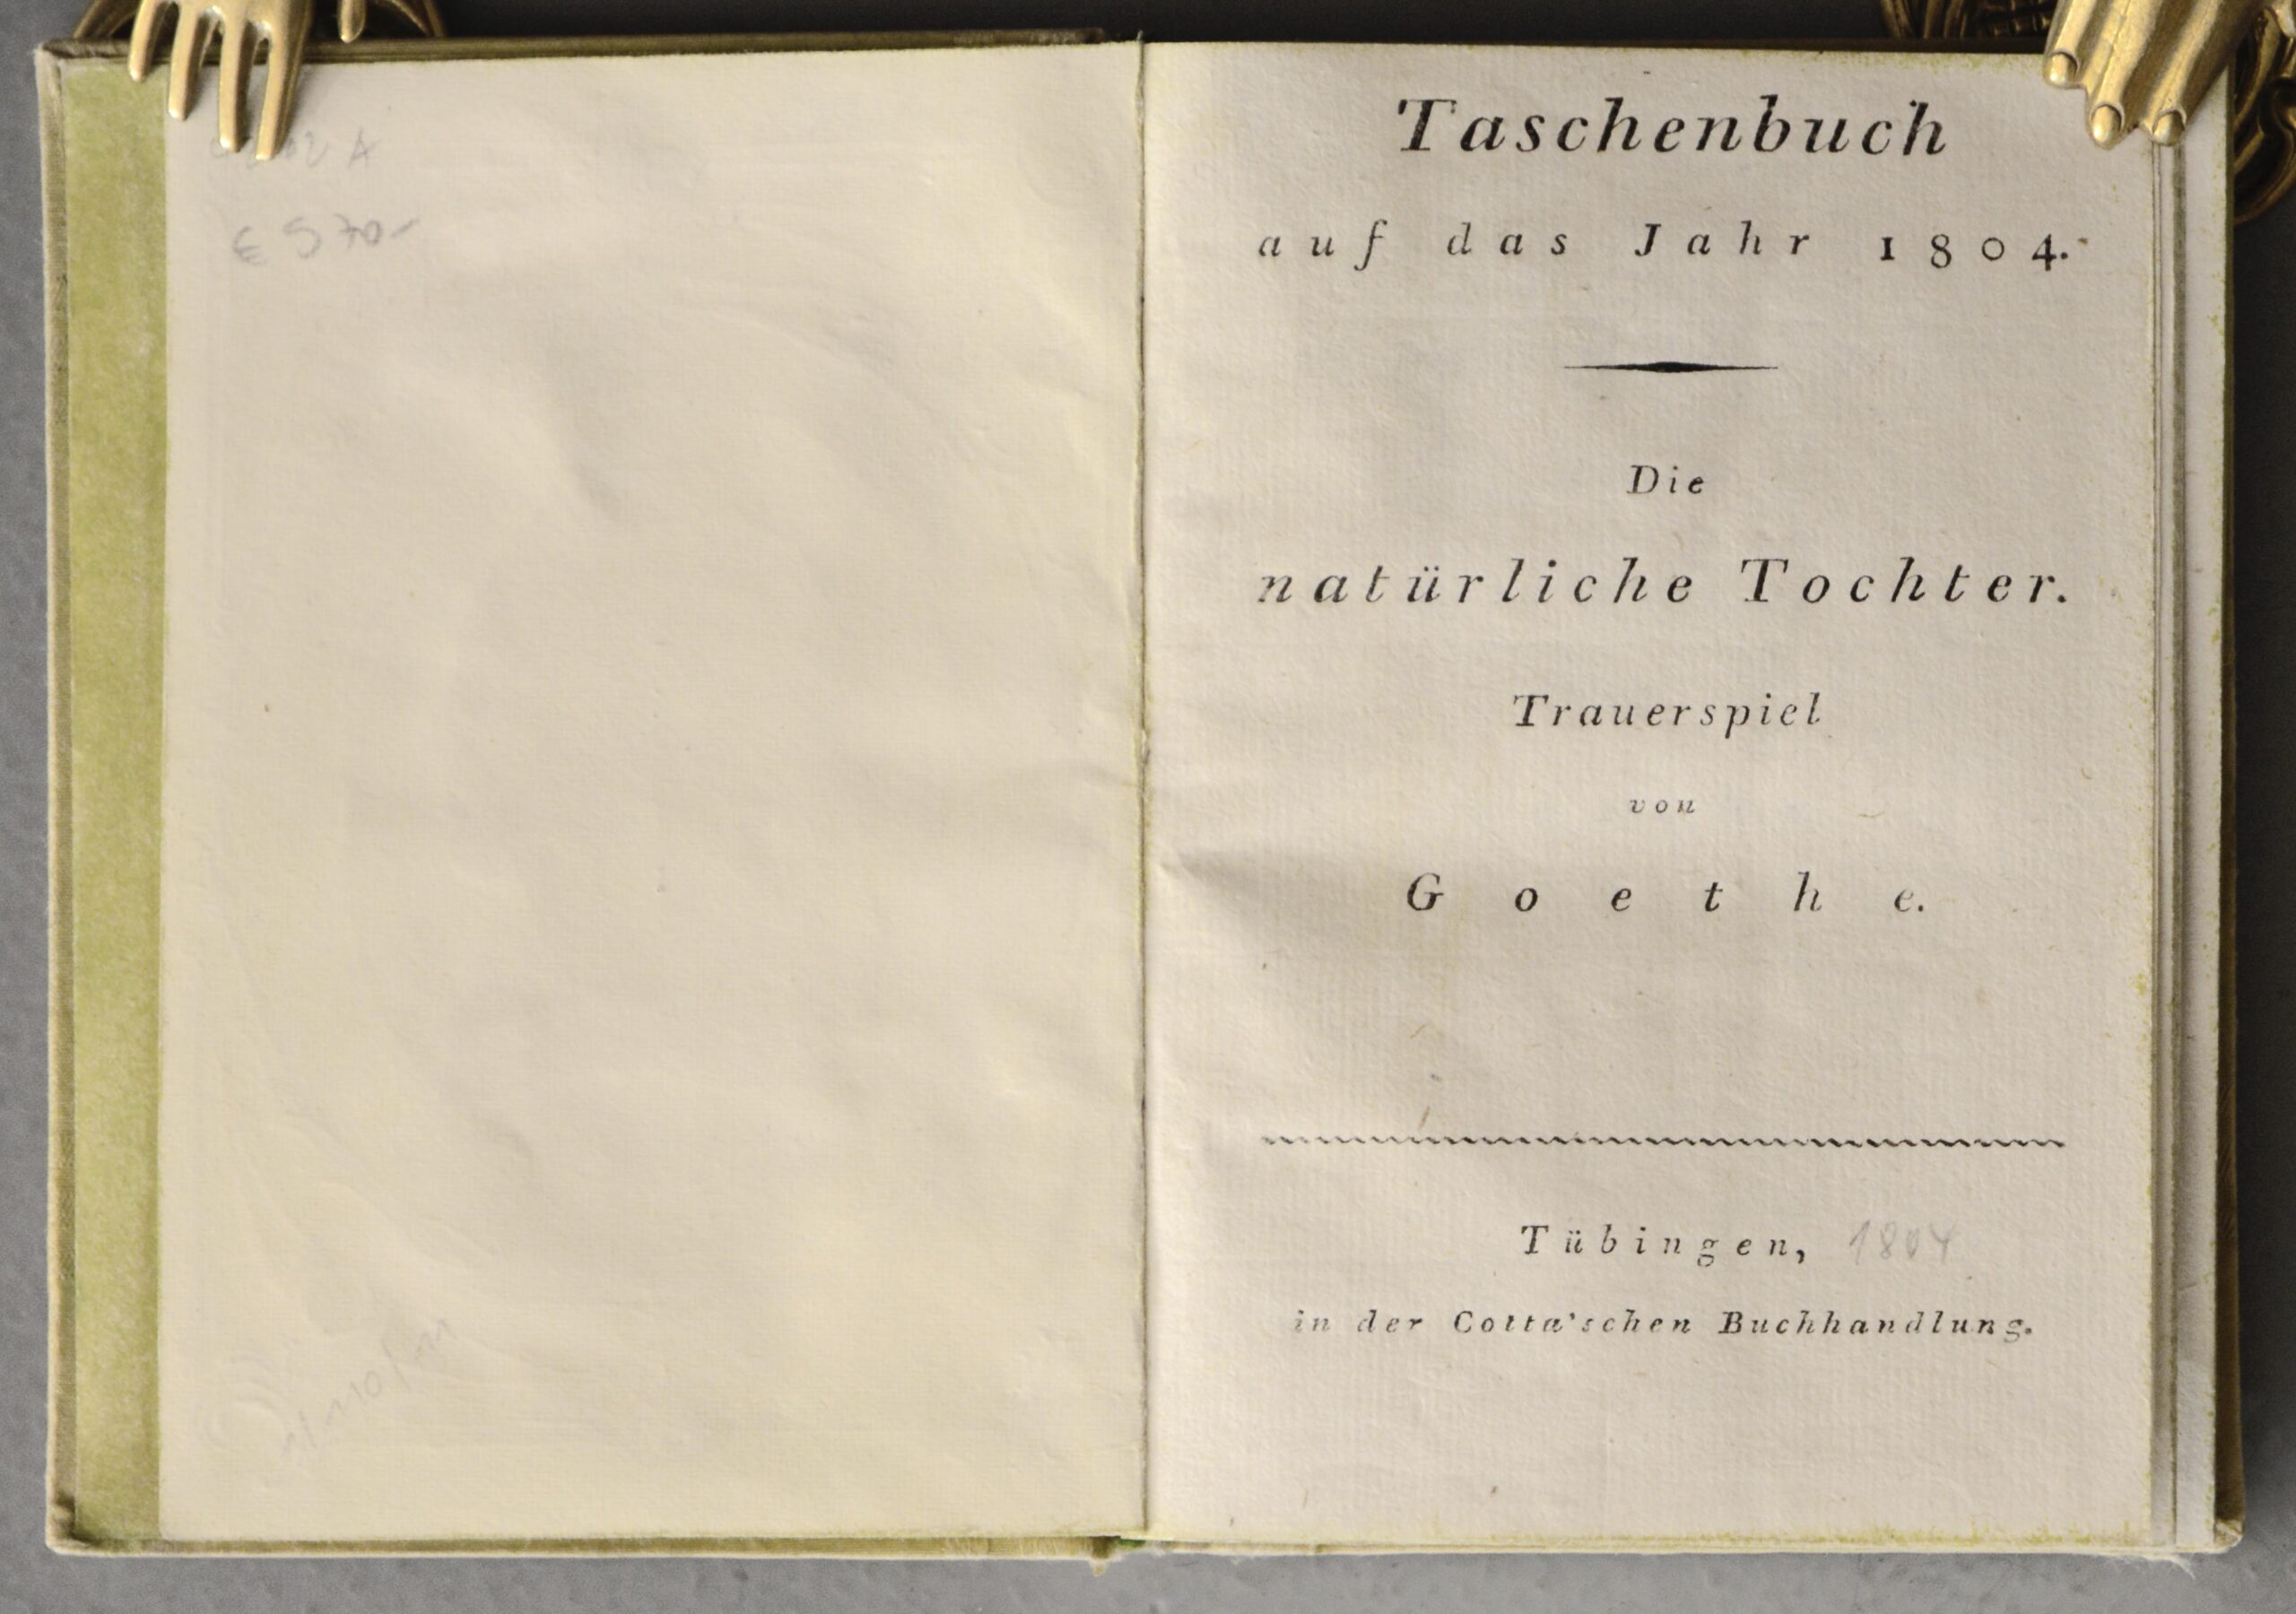 Taschenbuch
auf das Jahr 1804.
Die
natürliche Tochter.
Trauerspiel
von
Goethe.
Tübingen, 1804
in der Cotta'schen Buchhandlung.